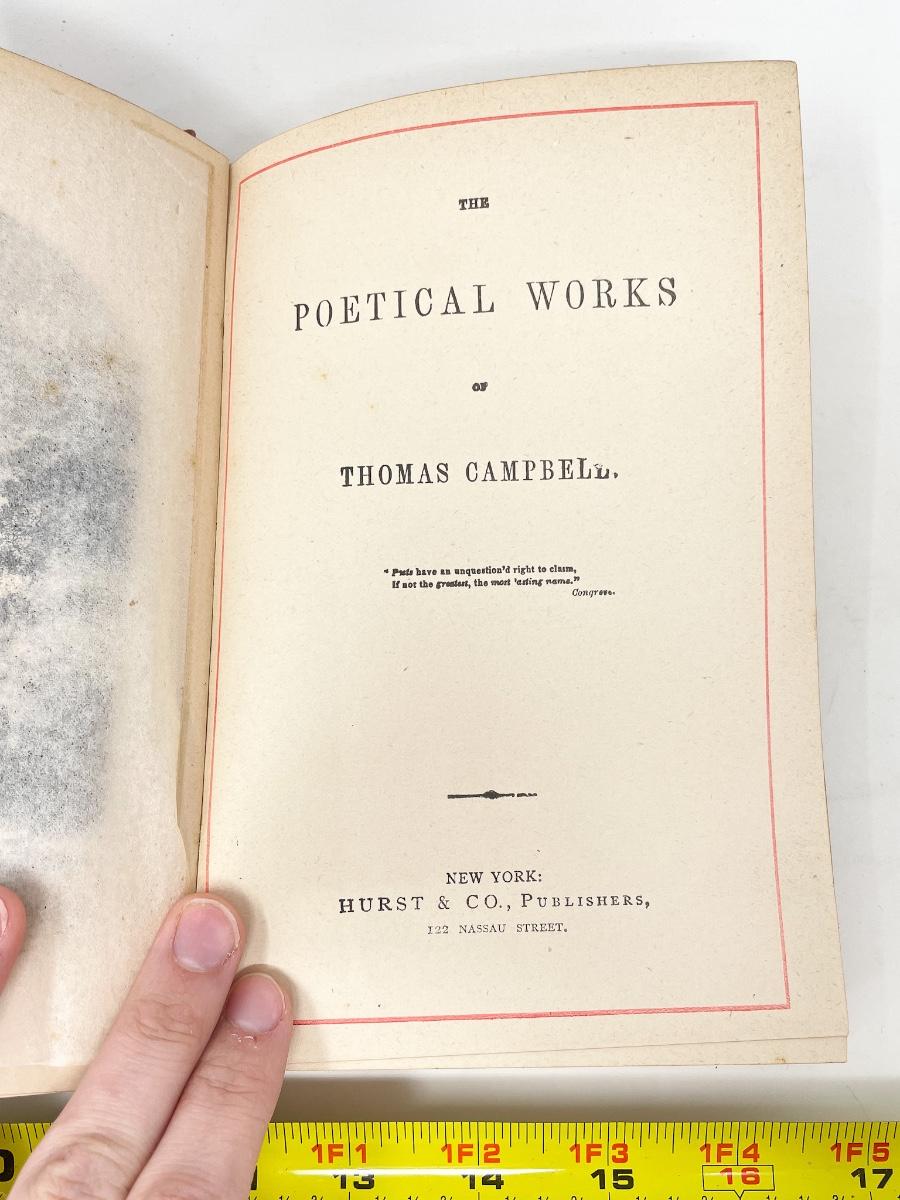 THE
POETICAL WORKS
OF
THOMAS CAMPBELL.
“ Poets have an unquestion'd right to claim,
If not the greatest, the most lasting name.”
Congreve.
NEW YORK:
HURST & CO., PUBLISHERS,
122 NASSAU STREET.
1F1 1F2 1F3 1F4 1F5
13 14 15 16 17